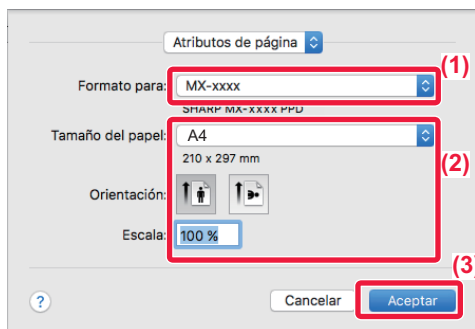 Atributos de página
(1)
Formato para: MX-xxxx
SHARP MX-xxxx PPD
Tamaño del papel: A4
210 x 297 mm
(2)
Orientación:
Escala: 100 %
(3)
? Cancelar Aceptar